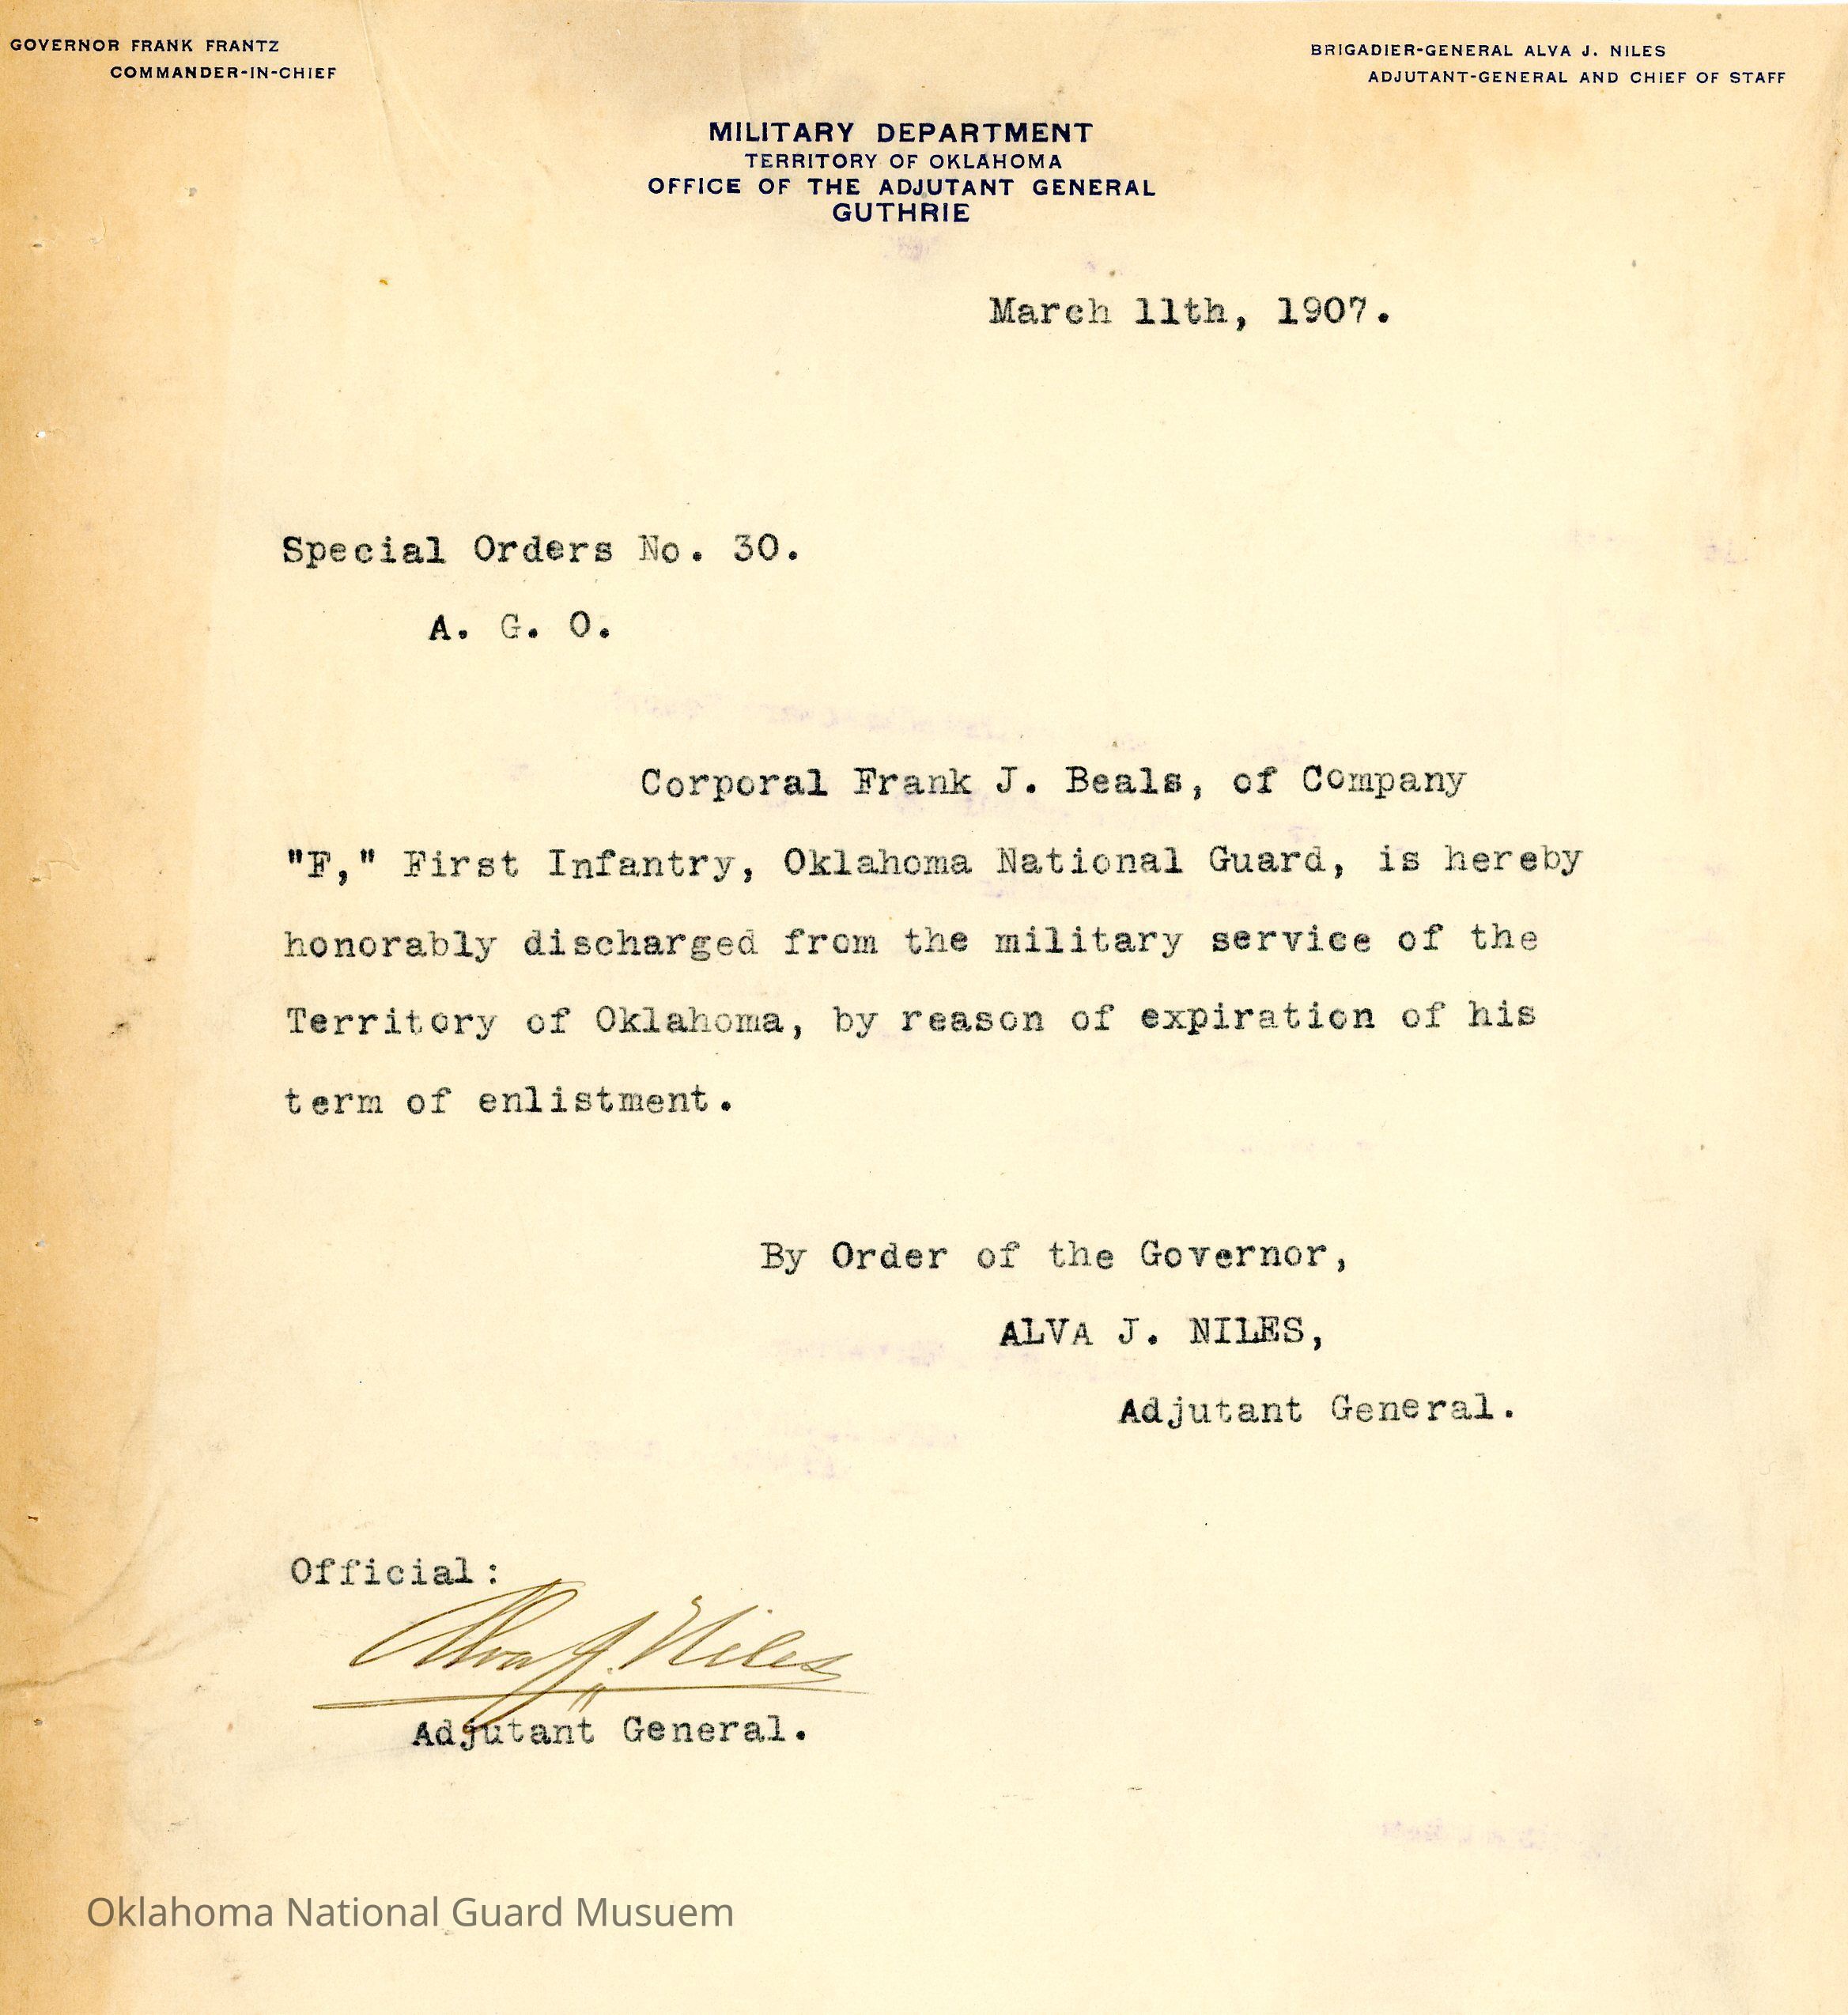 GOVERNOR FRANK FRANTZ
COMMANDER-IN-CHIEF
BRIGADIER-GENERAL ALVA J. NILES
ADJUTANT-GENERAL AND CHIEF OF STAFF
MILITARY DEPARTMENT
TERRITORY OF OKLAHOMA
OFFICE OF THE ADJUTANT GENERAL
GUTHRIE
March 11th, 1907.
Special Orders No. 30.
A. G. O.
Corporal Frank J. Beals, of Company
"F," First Infantry, Oklahoma National Guard, is hereby
honorably discharged from the military service of the
Territory of Oklahoma, by reason of expiration of his
term of enlistment.
By Order of the Governor,
ALVA J. NILES,
Adjutant General.
Official:
Alva J. Niles
Adjutant General.
Oklahoma National Guard Musuem